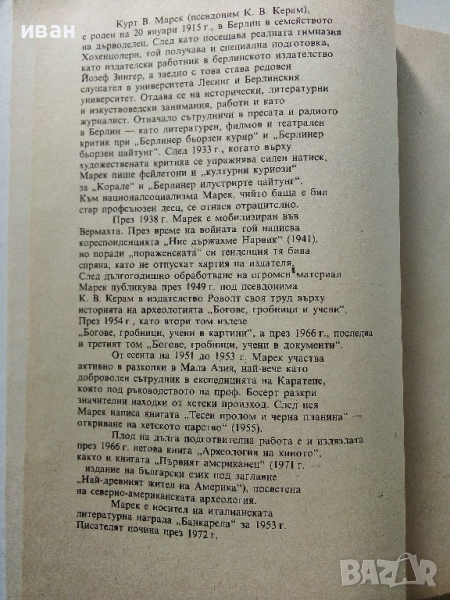 иван
Курт В. Марек (псевдоним К. В. Керам),
е роден на 20 януари 1915 г., в Берлин в семейството
на дърводелец. След като посещава реалната гимназия
Хохенцолерн, той получава и специална подготовка,
като издателски работник в берлинското издателство
Йозеф Зингер, а заедно с това става редовен
слушател в университета Лесинг и Берлинския
университет. Отдава се на исторически, литературни
и изкуствоведски занимания, работи и като
журналист. Отначало сътрудничи в пресата и радиото
в Берлин — като литературен, филмов и театрален
критик при „Берлинер бьорзен курир" и „Берлинер
бьорзен цайтунг". След 1933 г., когато върху
художествената критика се упражнява силен натиск,
Марек пише фейлетони и „културни куриози"
за „Корале" и „Берлинер илустрирте цайтунг".
Към националсоциализма Марек, чийто баща е бил
стар профсъюзен деец, се отнася отрицателно.
През 1938 г. Марек е мобилизиран във
Вермахта. През време на войната той написва
кореспонденцията „Ние държахме Нарвик" (1941),
но поради „пораженската" си тенденция тя бива
спряна, като не отпускат хартия на издателя.
След дългогодишно обработване на огромен материал
Марек публикува през 1949 г. под псевдонима
К. В. Керам в издателство Роволт своя труд върху
историята на археологията „Богове, гробници и учени".
През 1954 г., като втори том излезе
„Богове, гробници, учени в картини", а през 1966 г., последва
и третият том „Богове, гробници, учени в документи".
От есента на 1951 до 1953 г. Марек участва
активно в разкопки в Мала Азия, най-вече като
доброволен сътрудник в експедицията на Каратепе,
която под ръководството на проф. Босерт разкри
значителни находки от хетски произход. След нея
Марек написа книгата „Тесен пролом и черна планина" —
откриване на хетското царство" (1955).
Плод на дълга подготвителна работа е и излязлата
през 1966 г. негова книга „Археология на киното",
както и книгата „Първият американец" (1971 г.
издание на български език под заглавие
„Най-древният жител на Америка"), посветена
на северно-американската археология.
Марек е носител на италианската
литературна награда „Банкарела" за 1953 г.
Писателят почина през 1972 г.
BAZAR.bg